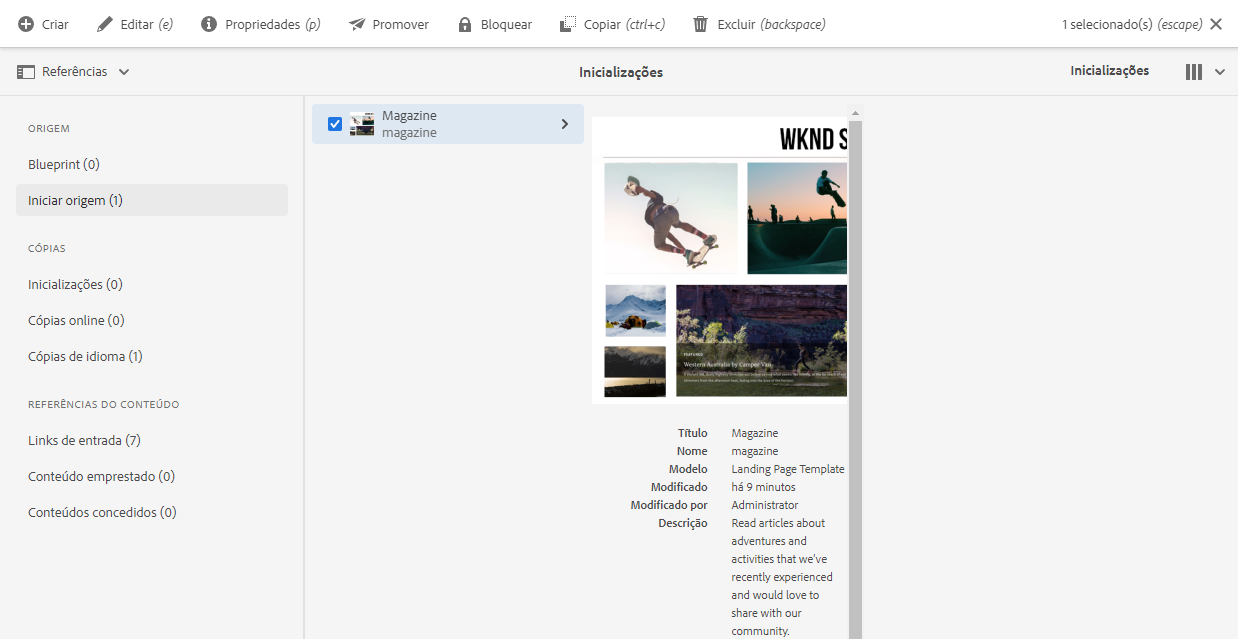 Criar
Editar (e)
Propriedades (p)
Promover
Bloquear
Copiar (ctrl+c)
Excluir (backspace)
1 selecionado(s) (escape)
Referências
Inicializações
Inicializações
ORIGEM
Blueprint (0)
Iniciar origem (1)
CÓPIAS
Inicializações (0)
Cópias online (0)
Cópias de idioma (1)
REFERÊNCIAS DO CONTEÚDO
Links de entrada (7)
Conteúdo emprestado (0)
Conteúdos concedidos (0)
Magazine
magazine
WKND S
FEATURED
Western Australia by Camper Van
Título Magazine
Nome magazine
Modelo Landing Page Template
Modificado há 9 minutos
Modificado por Administrator
Descrição Read articles about
adventures and
activities that we've
recently experienced
and would love to
share with our
community.